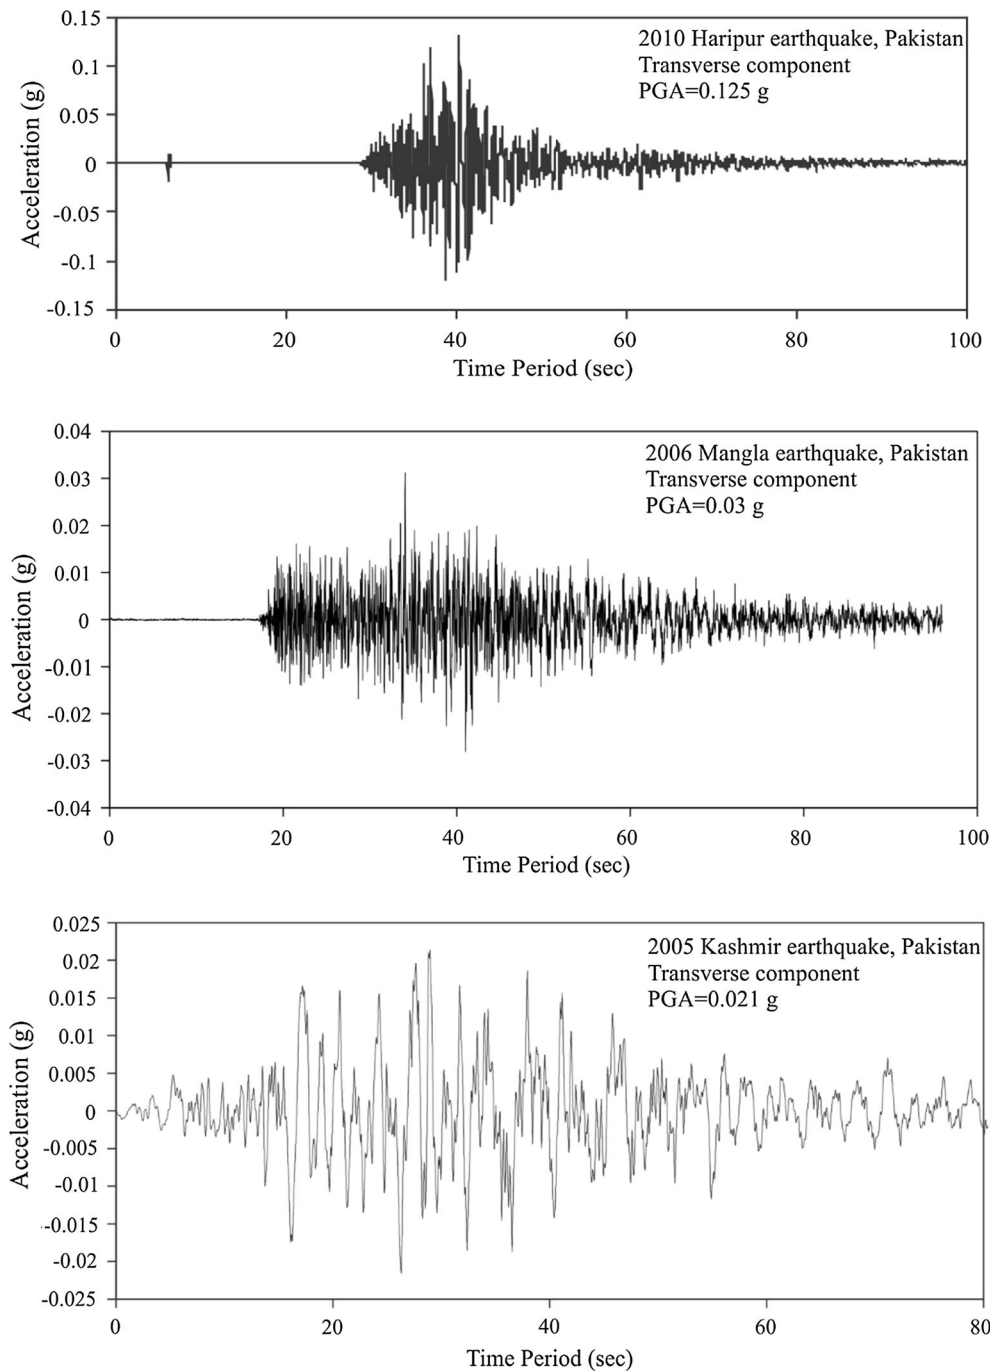 0.15
0.1
0.05
0
-0.05
-0.1
-0.15
Acceleration (g)
2010 Haripur earthquake, Pakistan
Transverse component
PGA=0.125 g
0 20 40 60 80 100
Time Period (sec)
0.04
0.03
0.02
0.01
0
-0.01
-0.02
-0.03
-0.04
Acceleration (g)
2006 Mangla earthquake, Pakistan
Transverse component
PGA=0.03 g
0 20 40 60 80 100
Time Period (sec)
0.025
0.02
0.015
0.01
0.005
0
-0.005
-0.01
-0.015
-0.02
-0.025
Acceleration (g)
2005 Kashmir earthquake, Pakistan
Transverse component
PGA=0.021 g
0 20 40 60 80
Time Period (sec)